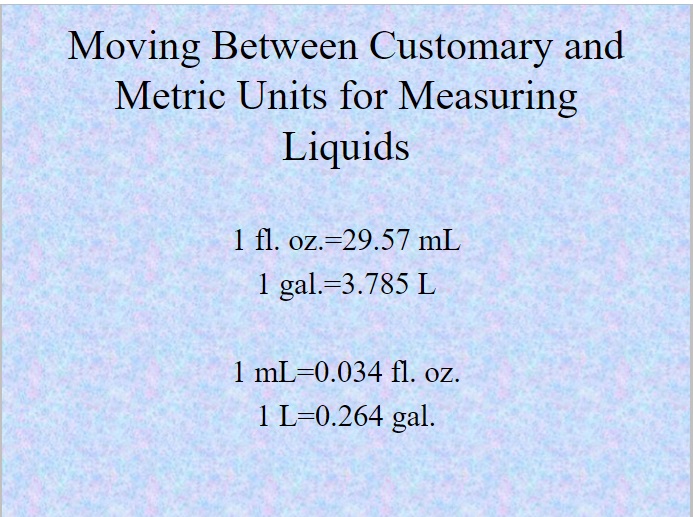 Moving Between Customary and
Metric Units for Measuring
Liquids
1 fl. oz.=29.57 mL
1 gal.=3.785 L
1 mL=0.034 fl. oz.
1 L=0.264 gal.